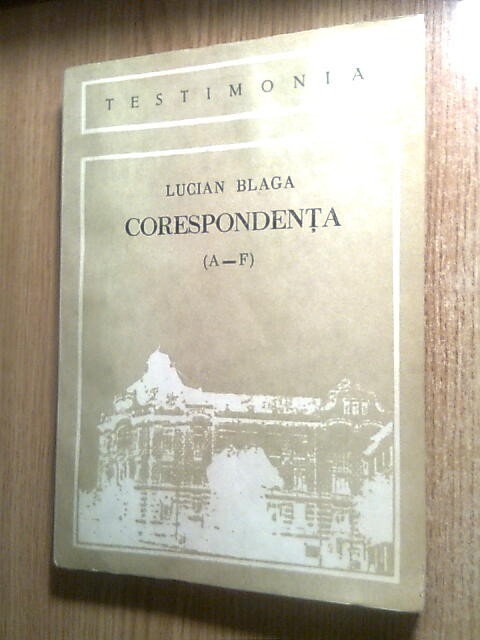 TESTIMONIA
LUCIAN BLAGA
CORESPONDENȚA
(A—F)